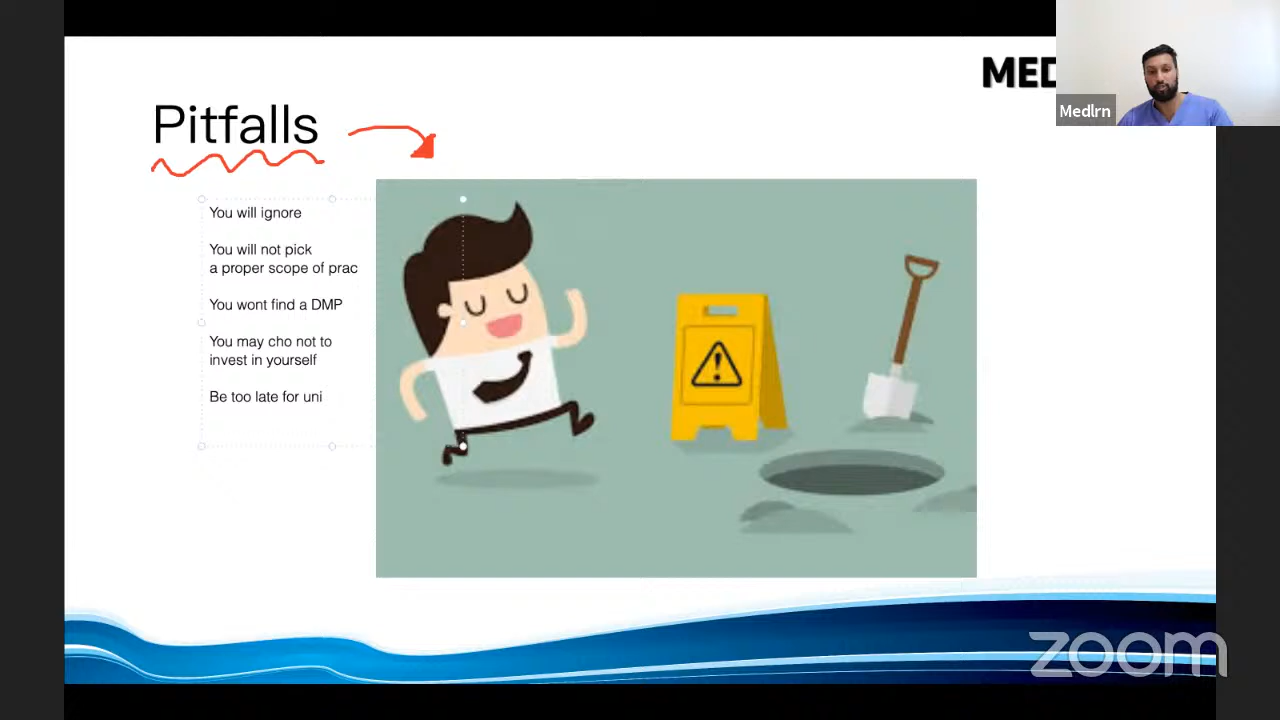 MED
Medlrn
Pitfalls
You will ignore
You will not pick
a proper scope of prac
You wont find a DMP
You may cho not to
invest in yourself
Be too late for uni
!
zoom